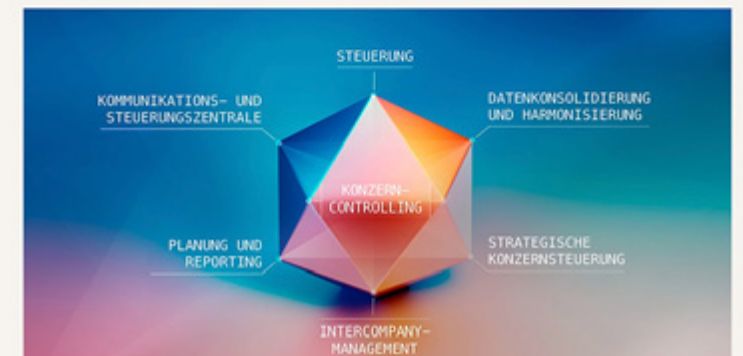 STEUERUNG
KOMMUNIKATIONS- UND
STEUERUNGSZENTRALE
DATENKONSOLIDIERUNG
UND HARMONISIERUNG
KONZERN-
CONTROLLING
PLANUNG UND
REPORTING
STRATEGISCHE
KONZERNSTEUERUNG
INTERCOMPANY-
MANAGEMENT